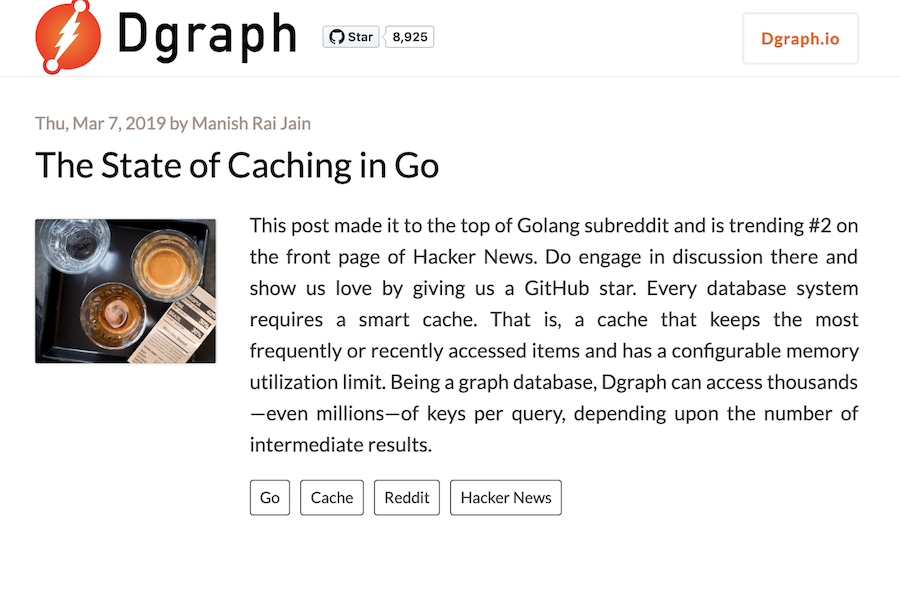 Dgraph
Star 8,925
Dgraph.io
Thu, Mar 7, 2019 by Manish Rai Jain
The State of Caching in Go
This post made it to the top of Golang subreddit and is trending #2 on
the front page of Hacker News. Do engage in discussion there and
show us love by giving us a GitHub star. Every database system
requires a smart cache. That is, a cache that keeps the most
frequently or recently accessed items and has a configurable memory
utilization limit. Being a graph database, Dgraph can access thousands
—even millions—of keys per query, depending upon the number of
intermediate results.
Go Cache Reddit Hacker News